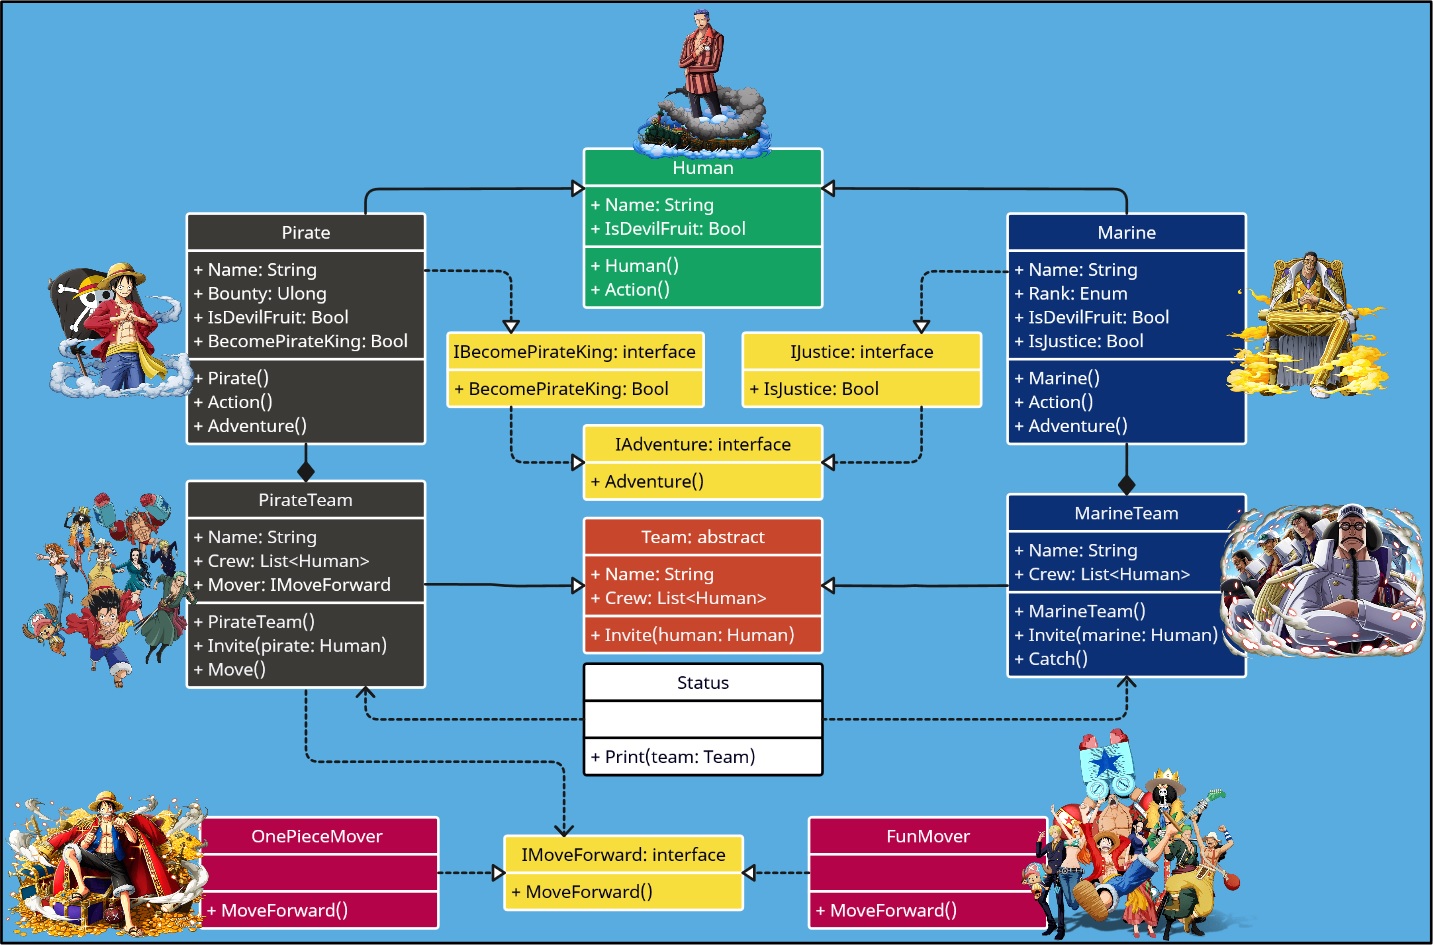 Human
+ Name: String
+ IsDevilFruit: Bool
+ Human()
+ Action()
Pirate
+ Name: String
+ Bounty: Ulong
+ IsDevilFruit: Bool
+ BecomePirateKing: Bool
+ Pirate()
+ Action()
+ Adventure()
Marine
+ Name: String
+ Rank: Enum
+ IsDevilFruit: Bool
+ IsJustice: Bool
+ Marine()
+ Action()
+ Adventure()
IBecomePirateKing: interface
+ BecomePirateKing: Bool
IJustice: interface
+ IsJustice: Bool
IAdventure: interface
+ Adventure()
PirateTeam
+ Name: String
+ Crew: List<Human>
+ Mover: IMoveForward
+ PirateTeam()
+ Invite(pirate: Human)
+ Move()
Team: abstract
+ Name: String
+ Crew: List<Human>
+ Invite(human: Human)
MarineTeam
+ Name: String
+ Crew: List<Human>
+ MarineTeam()
+ Invite(marine: Human)
+ Catch()
Status
+ Print(team: Team)
OnePieceMover
+ MoveForward()
IMoveForward: interface
+ MoveForward()
FunMover
+ MoveForward()